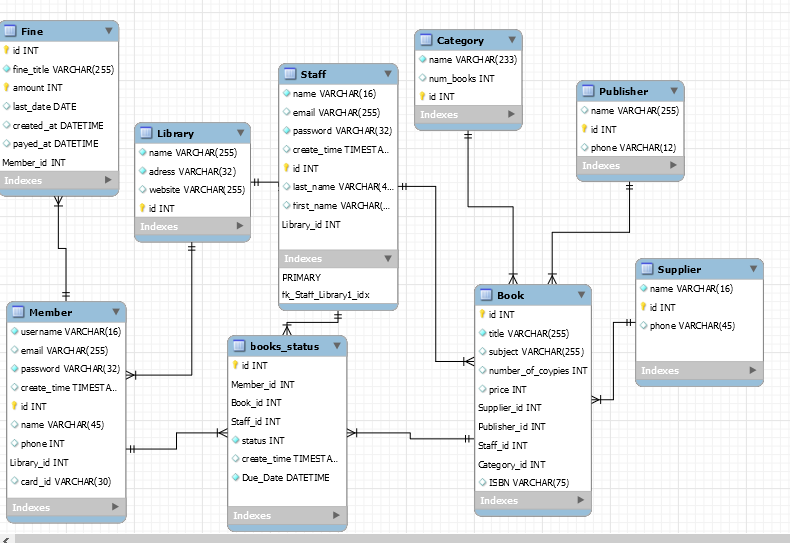 Fine
id INT
fine_title VARCHAR(255)
amount INT
last_date DATE
created_at DATETIME
payed_at DATETIME
Member_id INT
Indexes
Library
name VARCHAR(255)
adress VARCHAR(32)
website VARCHAR(255)
id INT
Indexes
Staff
name VARCHAR(16)
email VARCHAR(255)
password VARCHAR(32)
create_time TIMESTA...
id INT
last_name VARCHAR(4...
first_name VARCHAR(...
Library_id INT
Indexes
PRIMARY
fk_Staff_Library1_idx
Category
name VARCHAR(233)
num_books INT
id INT
Indexes
Publisher
name VARCHAR(255)
id INT
phone VARCHAR(12)
Indexes
Supplier
name VARCHAR(16)
id INT
phone VARCHAR(45)
Indexes
Member
username VARCHAR(16)
email VARCHAR(255)
password VARCHAR(32)
create_time TIMESTA...
id INT
name VARCHAR(45)
phone INT
Library_id INT
card_id VARCHAR(30)
Indexes
books_status
id INT
Member_id INT
Book_id INT
Staff_id INT
status INT
create_time TIMESTA...
Due_Date DATETIME
Indexes
Book
id INT
title VARCHAR(255)
subject VARCHAR(255)
number_of_coypies INT
price INT
Supplier_id INT
Publisher_id INT
Staff_id INT
Category_id INT
ISBN VARCHAR(75)
Indexes